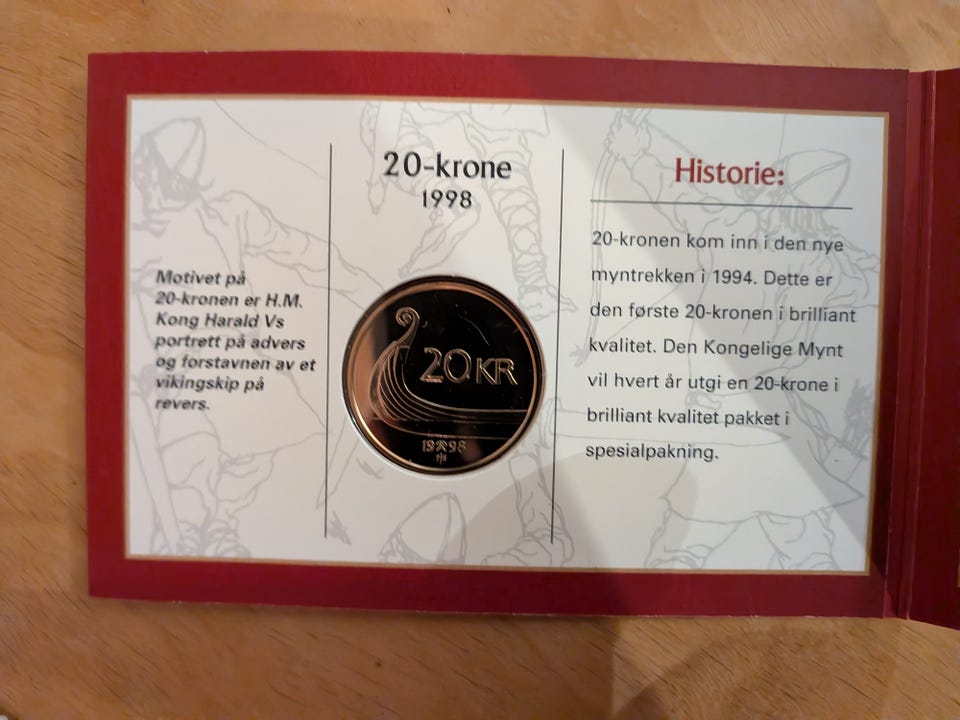 Motivet på
20-kronen er H.M.
Kong Harald Vs
portrett på advers
og forstavnen av et
vikingskip på
revers.
20-krone
1998
20 KR
1998
Historie:
20-kronen kom inn i den nye
myntrekken i 1994. Dette er
den første 20-kronen i brilliant
kvalitet. Den Kongelige Mynt
vil hvert år utgi en 20-krone i
brilliant kvalitet pakket i
spesialpakning.